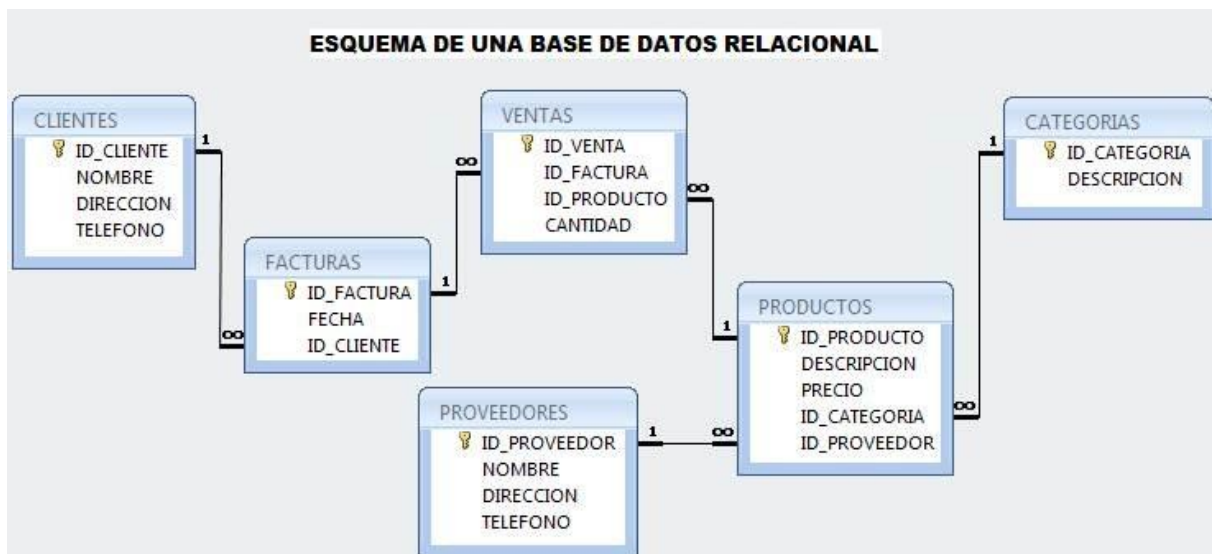 ESQUEMA DE UNA BASE DE DATOS RELACIONAL
CLIENTES
ID_CLIENTE
NOMBRE
DIRECCION
TELEFONO
1
∞
FACTURAS
ID_FACTURA
FECHA
ID_CLIENTE
1
∞
VENTAS
ID_VENTA
ID_FACTURA
ID_PRODUCTO
CANTIDAD
∞
1
PROVEEDORES
ID_PROVEEDOR
NOMBRE
DIRECCION
TELEFONO
1
∞
PRODUCTOS
ID_PRODUCTO
DESCRIPCION
PRECIO
ID_CATEGORIA
ID_PROVEEDOR
∞
1
CATEGORIAS
ID_CATEGORIA
DESCRIPCION